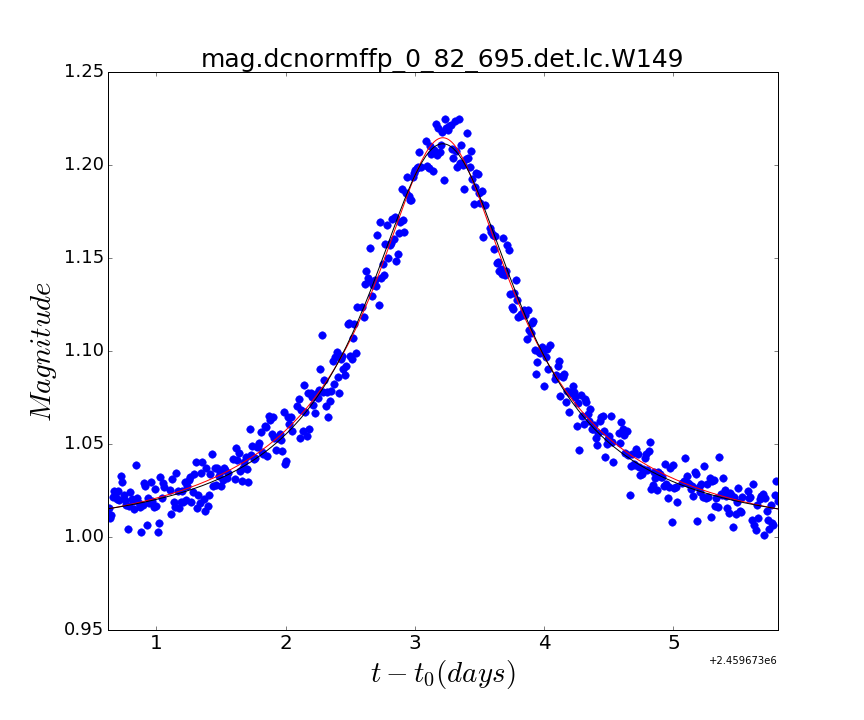 mag.dcnormffp_0_82_695.det.lc.W149
1.25
1.20
1.15
1.10
1.05
1.00
0.95
Magnitude
1 2 3 4 5
+2.459673e6
t − t₀(days)